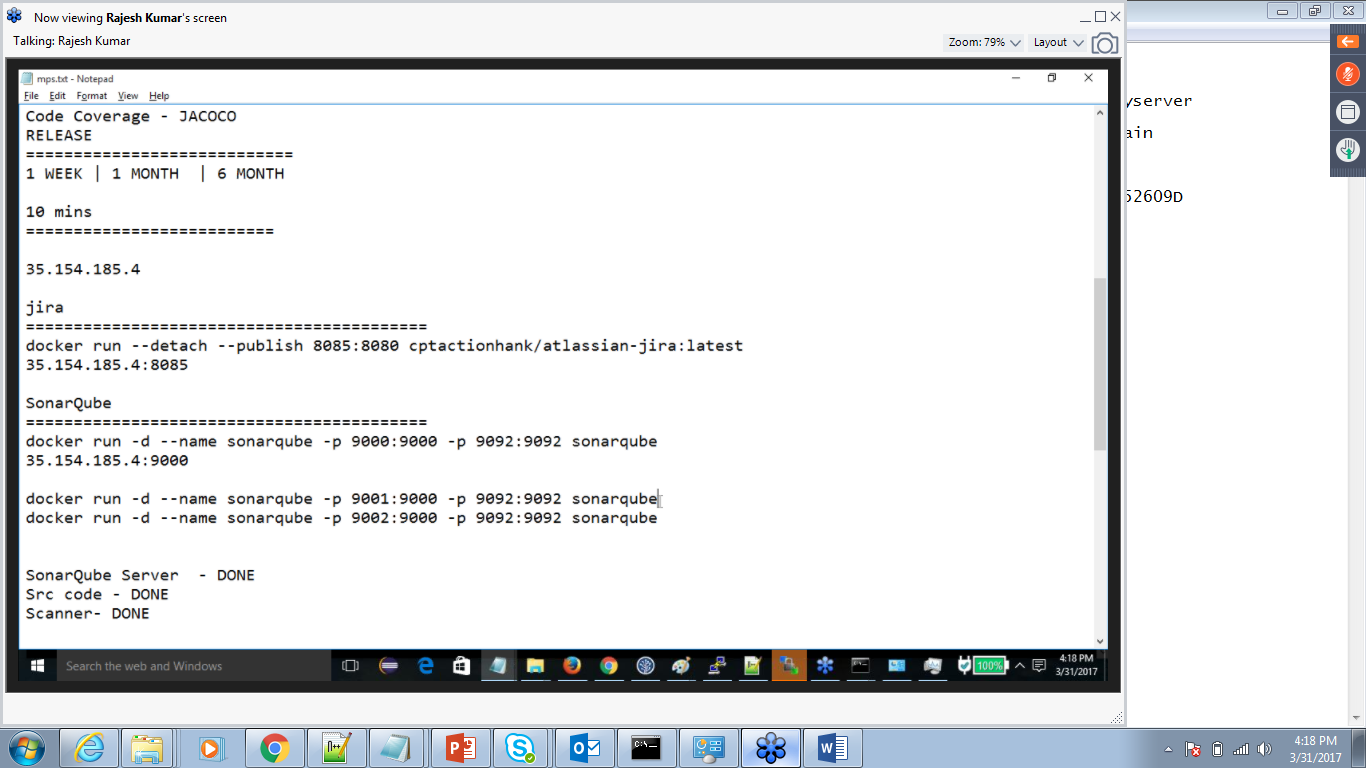 Now viewing Rajesh Kumar's screen
Talking: Rajesh Kumar
Zoom: 79%
Layout
mps.txt - Notepad
File Edit Format View Help
Code Coverage - JACOCO
RELEASE
============================
1 WEEK | 1 MONTH  | 6 MONTH
10 mins
==========================
35.154.185.4
jira
==========================================
docker run --detach --publish 8085:8080 cptactionhank/atlassian-jira:latest
35.154.185.4:8085
SonarQube
==========================================
docker run -d --name sonarqube -p 9000:9000 -p 9092:9092 sonarqube
35.154.185.4:9000
docker run -d --name sonarqube -p 9001:9000 -p 9092:9092 sonarqube
docker run -d --name sonarqube -p 9002:9000 -p 9092:9092 sonarqube
SonarQube Server  - DONE
Src code - DONE
Scanner- DONE
yserver
ain
52609D
Search the web and Windows
100%
4:18 PM
3/31/2017
4:18 PM
3/31/2017